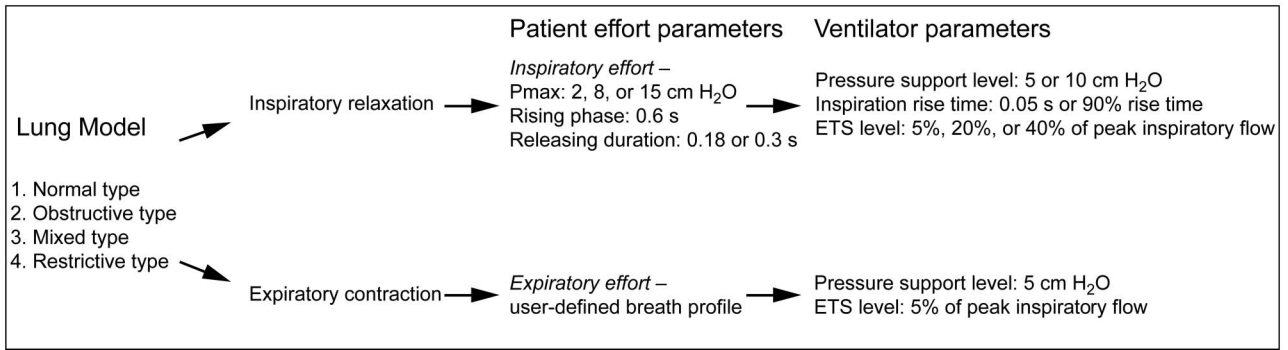 Patient effort parameters
Ventilator parameters
Lung Model
1. Normal type
2. Obstructive type
3. Mixed type
4. Restrictive type
Inspiratory relaxation
Inspiratory effort –
Pmax: 2, 8, or 15 cm H₂O
Rising phase: 0.6 s
Releasing duration: 0.18 or 0.3 s
Pressure support level: 5 or 10 cm H₂O
Inspiration rise time: 0.05 s or 90% rise time
ETS level: 5%, 20%, or 40% of peak inspiratory flow
Expiratory contraction
Expiratory effort –
user-defined breath profile
Pressure support level: 5 cm H₂O
ETS level: 5% of peak inspiratory flow